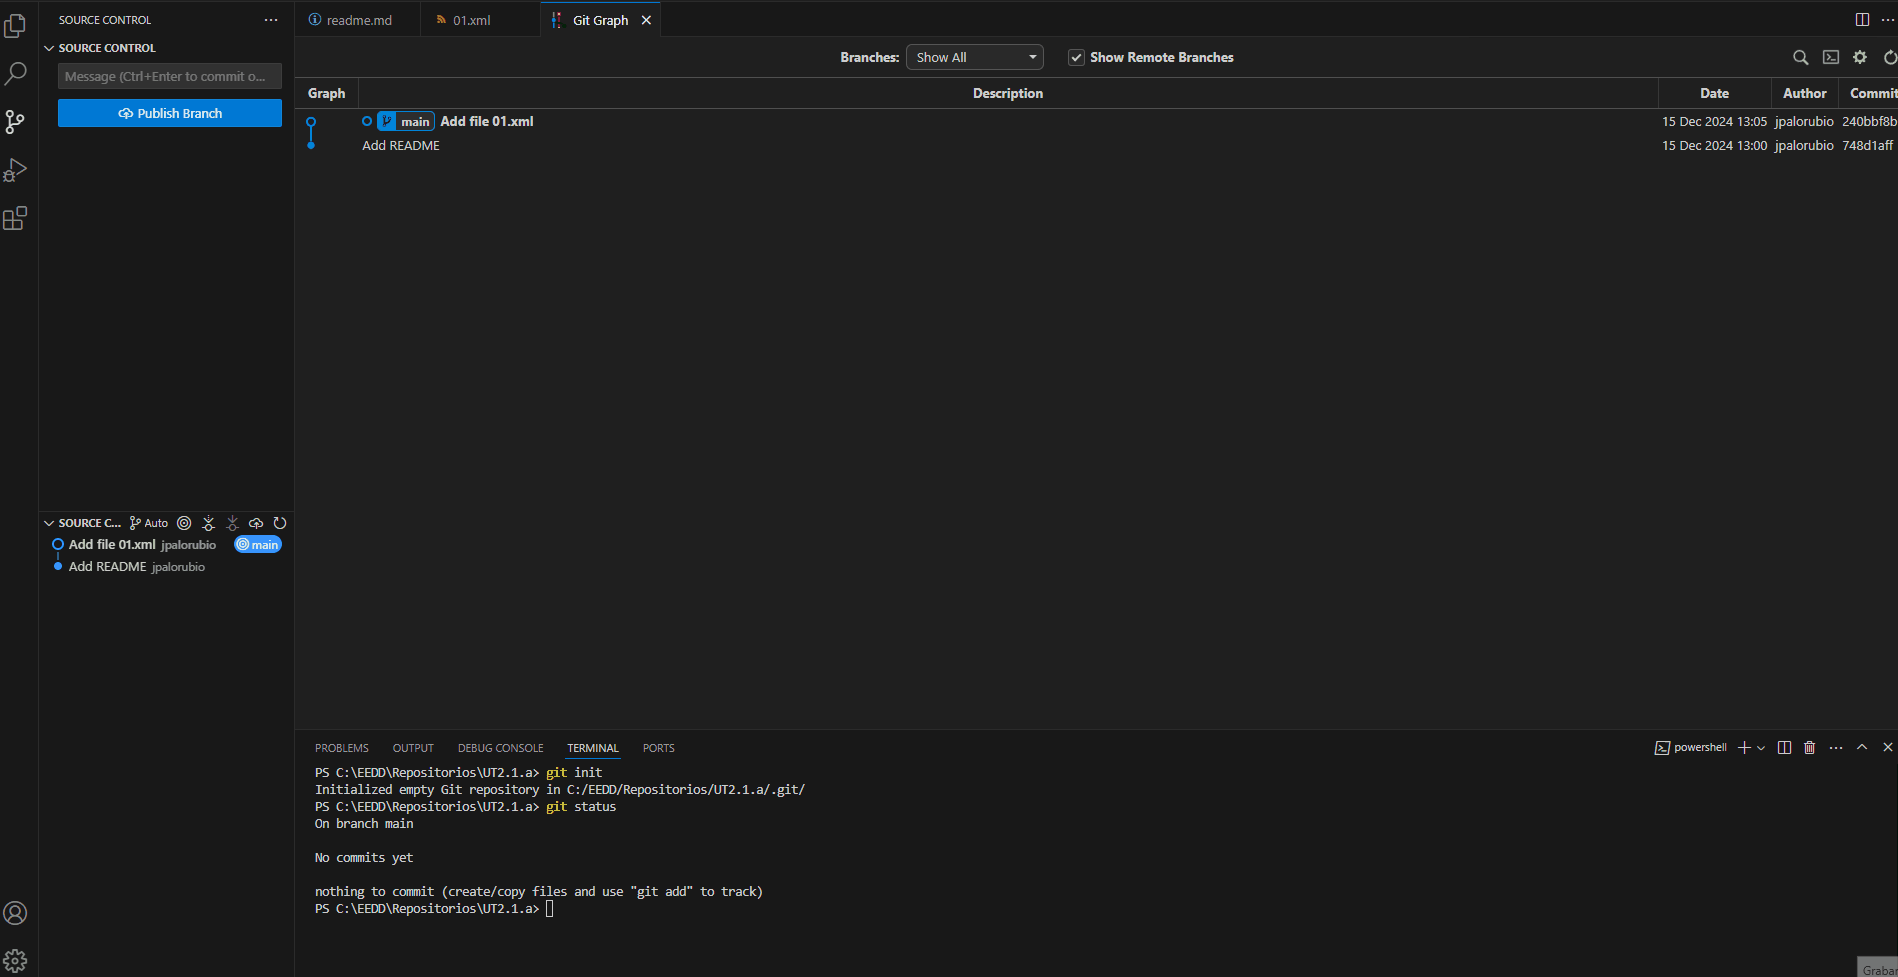 SOURCE CONTROL
readme.md
01.xml
Git Graph
SOURCE CONTROL
Message (Ctrl+Enter to commit o...
Publish Branch
Branches: Show All Show Remote Branches
Graph Description Date Author Commit
main Add file 01.xml 15 Dec 2024 13:05 jpalorubio 240bbf8b
Add README 15 Dec 2024 13:00 jpalorubio 748d1aff
SOURCE C... Auto
Add file 01.xml jpalorubio main
Add README jpalorubio
PROBLEMS OUTPUT DEBUG CONSOLE TERMINAL PORTS powershell
PS C:\EEDD\Repositorios\UT2.1.a> git init
Initialized empty Git repository in C:/EEDD/Repositorios/UT2.1.a/.git/
PS C:\EEDD\Repositorios\UT2.1.a> git status
On branch main
No commits yet
nothing to commit (create/copy files and use "git add" to track)
PS C:\EEDD\Repositorios\UT2.1.a>
Grabar